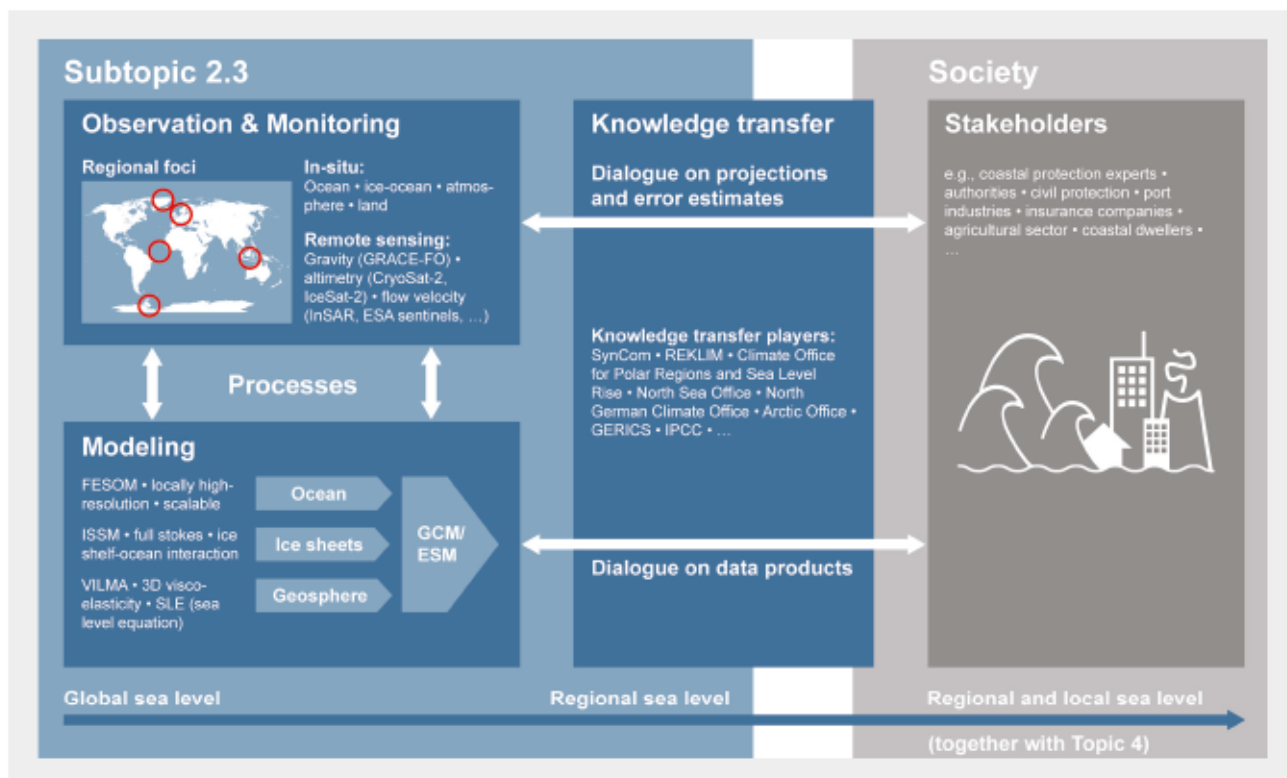 Subtopic 2.3
Society
Observation & Monitoring
Regional foci
In-situ:
Ocean • ice-ocean • atmos-
phere • land
Remote sensing:
Gravity (GRACE-FO) •
altimetry (CryoSat-2,
IceSat-2) • flow velocity
(InSAR, ESA sentinels, …)
Processes
Modeling
FESOM • locally high-
resolution • scalable
ISSM • full stokes • ice
shelf-ocean interaction
VILMA • 3D visco-
elasticity • SLE (sea
level equation)
Ocean
Ice sheets
Geosphere
GCM/
ESM
Knowledge transfer
Dialogue on projections
and error estimates
Knowledge transfer players:
SynCom • REKLIM • Climate Office
for Polar Regions and Sea Level
Rise • North Sea Office • North
German Climate Office • Arctic Office •
GERICS • IPCC • …
Dialogue on data products
Stakeholders
e.g., coastal protection experts •
authorities • civil protection • port
industries • insurance companies •
agricultural sector • coastal dwellers •
…
Global sea level
Regional sea level
Regional and local sea level
(together with Topic 4)